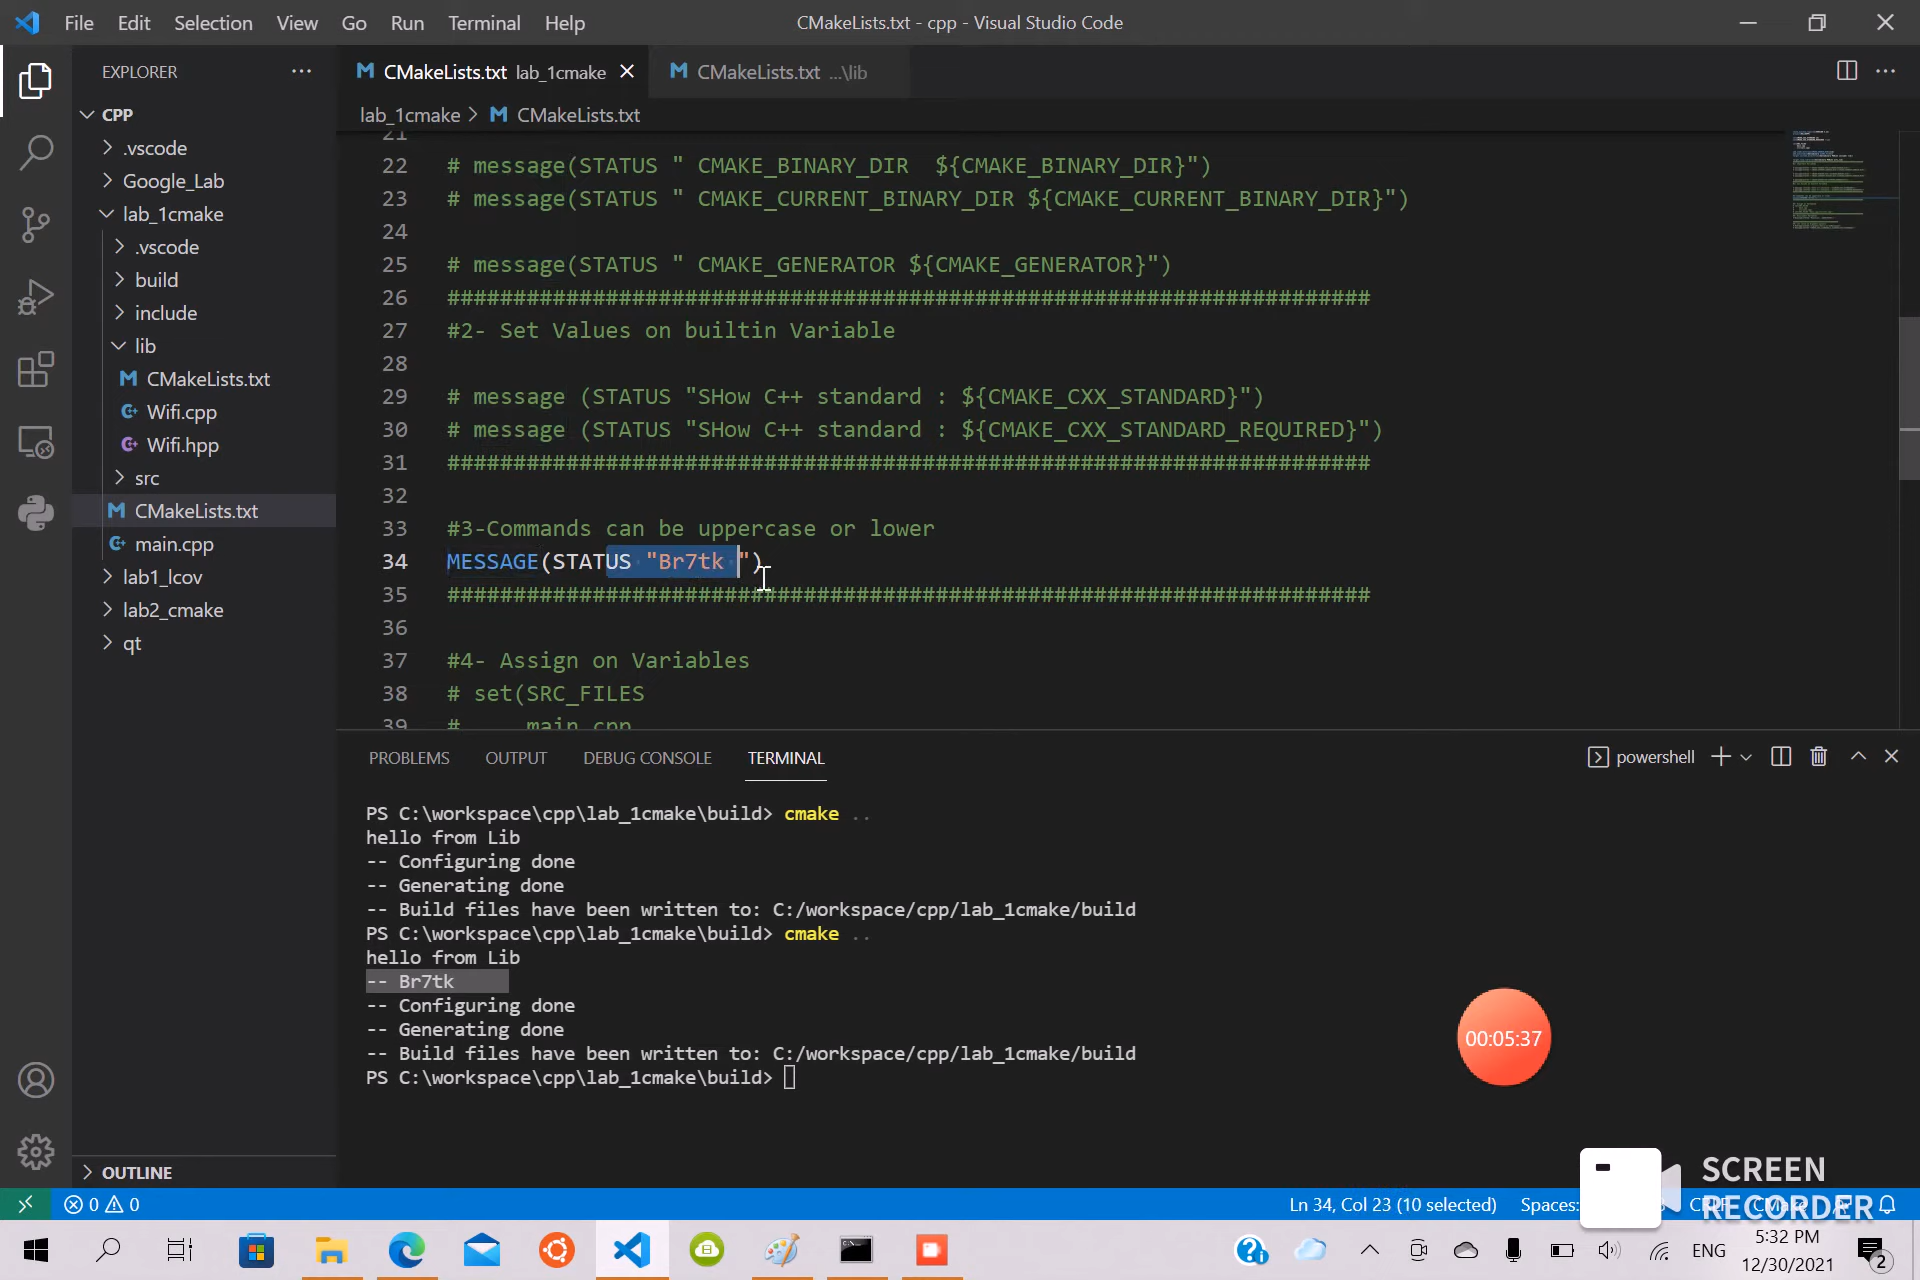 File Edit Selection View Go Run Terminal Help
CMakeLists.txt - cpp - Visual Studio Code
EXPLORER
CPP
.vscode
Google_Lab
lab_1cmake
.vscode
build
include
lib
CMakeLists.txt
Wifi.cpp
Wifi.hpp
src
CMakeLists.txt
main.cpp
lab1_lcov
lab2_cmake
qt
OUTLINE
CMakeLists.txt lab_1cmake
CMakeLists.txt ...\lib
lab_1cmake > CMakeLists.txt
21
22 # message(STATUS " CMAKE_BINARY_DIR  ${CMAKE_BINARY_DIR}")
23 # message(STATUS " CMAKE_CURRENT_BINARY_DIR ${CMAKE_CURRENT_BINARY_DIR}")
24
25 # message(STATUS " CMAKE_GENERATOR ${CMAKE_GENERATOR}")
26 ######################################################################
27 #2- Set Values on builtin Variable
28
29 # message (STATUS "SHow C++ standard : ${CMAKE_CXX_STANDARD}")
30 # message (STATUS "SHow C++ standard : ${CMAKE_CXX_STANDARD_REQUIRED}")
31 ######################################################################
32
33 #3-Commands can be uppercase or lower
34 MESSAGE(STATUS "Br7tk ")
35 ######################################################################
36
37 #4- Assign on Variables
38 # set(SRC_FILES
39 #     main.cpp
PROBLEMS OUTPUT DEBUG CONSOLE TERMINAL
powershell
PS C:\workspace\cpp\lab_1cmake\build> cmake ..
hello from Lib
-- Configuring done
-- Generating done
-- Build files have been written to: C:/workspace/cpp/lab_1cmake/build
PS C:\workspace\cpp\lab_1cmake\build> cmake ..
hello from Lib
-- Br7tk
-- Configuring done
-- Generating done
-- Build files have been written to: C:/workspace/cpp/lab_1cmake/build
PS C:\workspace\cpp\lab_1cmake\build>
00:05:37
SCREEN
RECORDER
0 0
Ln 34, Col 23 (10 selected) Spaces:
ENG
5:32 PM
12/30/2021
2